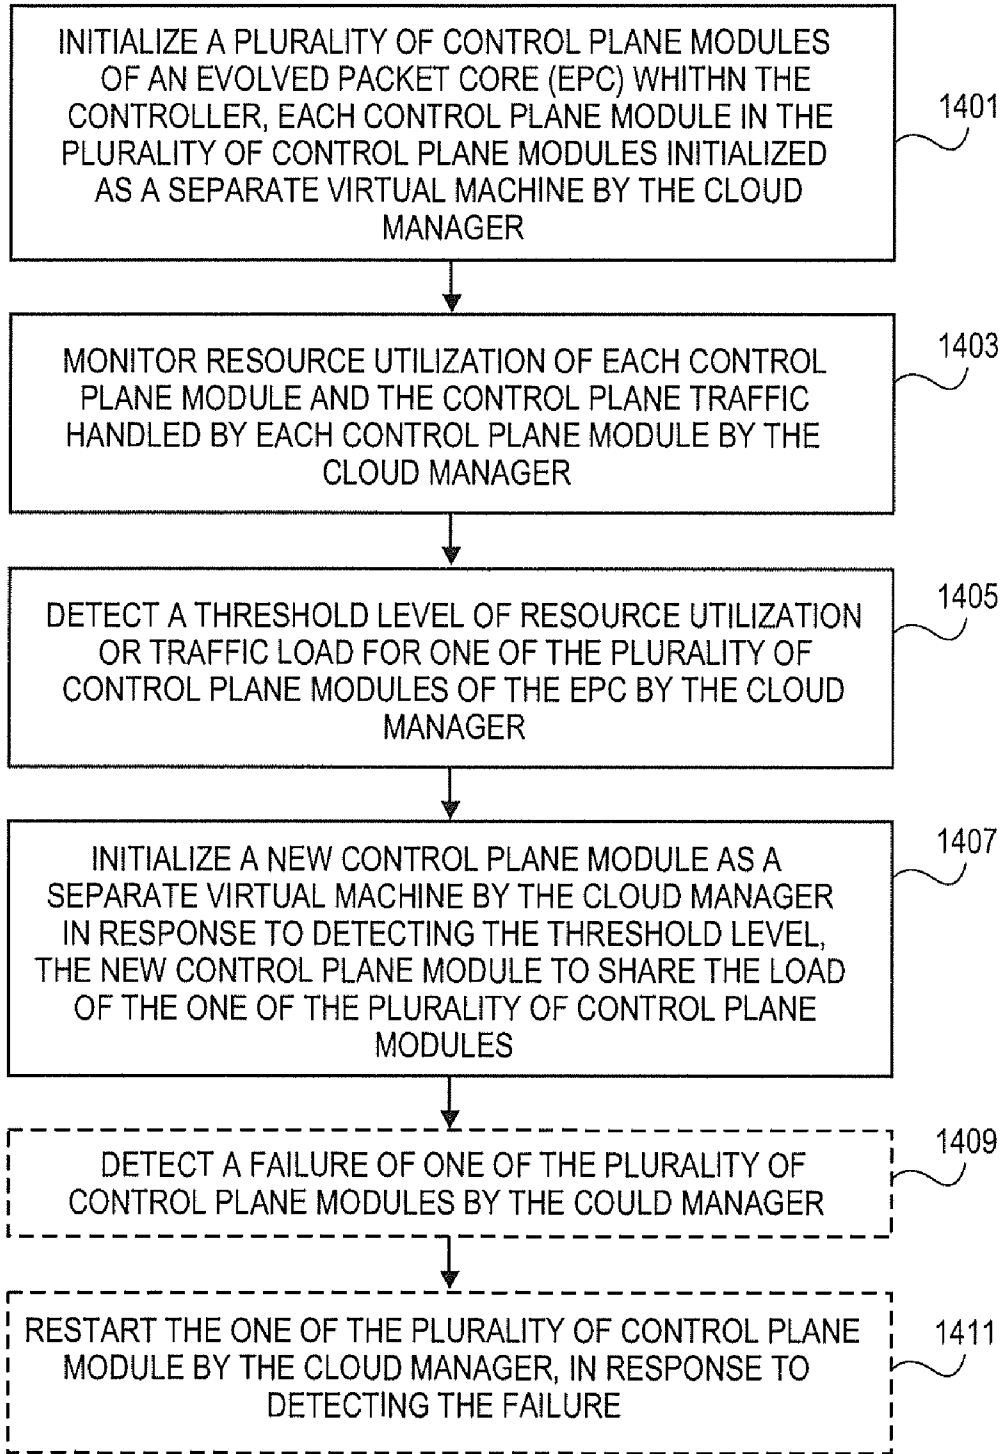 INITIALIZE A PLURALITY OF CONTROL PLANE MODULES
OF AN EVOLVED PACKET CORE (EPC) WHITHN THE
CONTROLLER, EACH CONTROL PLANE MODULE IN THE
PLURALITY OF CONTROL PLANE MODULES INITIALIZED
AS A SEPARATE VIRTUAL MACHINE BY THE CLOUD
MANAGER
1401
MONITOR RESOURCE UTILIZATION OF EACH CONTROL
PLANE MODULE AND THE CONTROL PLANE TRAFFIC
HANDLED BY EACH CONTROL PLANE MODULE BY THE
CLOUD MANAGER
1403
DETECT A THRESHOLD LEVEL OF RESOURCE UTILIZATION
OR TRAFFIC LOAD FOR ONE OF THE PLURALITY OF
CONTROL PLANE MODULES OF THE EPC BY THE CLOUD
MANAGER
1405
INITIALIZE A NEW CONTROL PLANE MODULE AS A
SEPARATE VIRTUAL MACHINE BY THE CLOUD MANAGER
IN RESPONSE TO DETECTING THE THRESHOLD LEVEL,
THE NEW CONTROL PLANE MODULE TO SHARE THE LOAD
OF THE ONE OF THE PLURALITY OF CONTROL PLANE
MODULES
1407
DETECT A FAILURE OF ONE OF THE PLURALITY OF
CONTROL PLANE MODULES BY THE COULD MANAGER
1409
RESTART THE ONE OF THE PLURALITY OF CONTROL PLANE
MODULE BY THE CLOUD MANAGER, IN RESPONSE TO
DETECTING THE FAILURE
1411